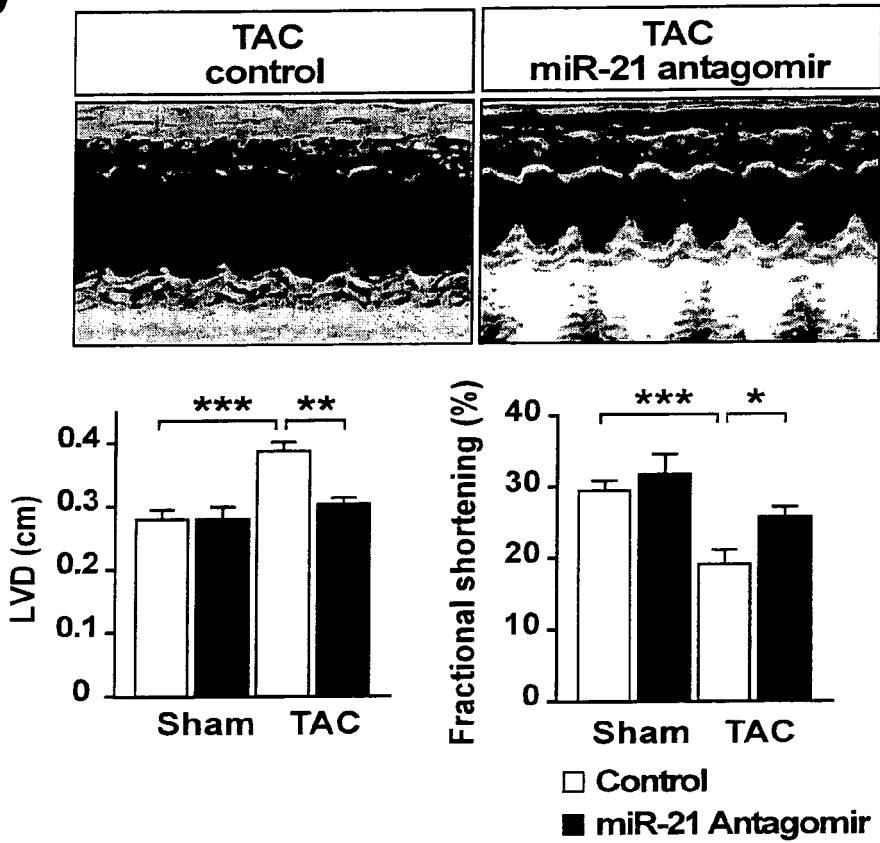 TAC
control
TAC
miR-21 antagomir
LVD (cm)
0.4
0.3
0.2
0.1
0
*** **
Sham TAC
Fractional shortening (%)
40
30
20
10
0
*** *
Sham TAC
Control
miR-21 Antagomir